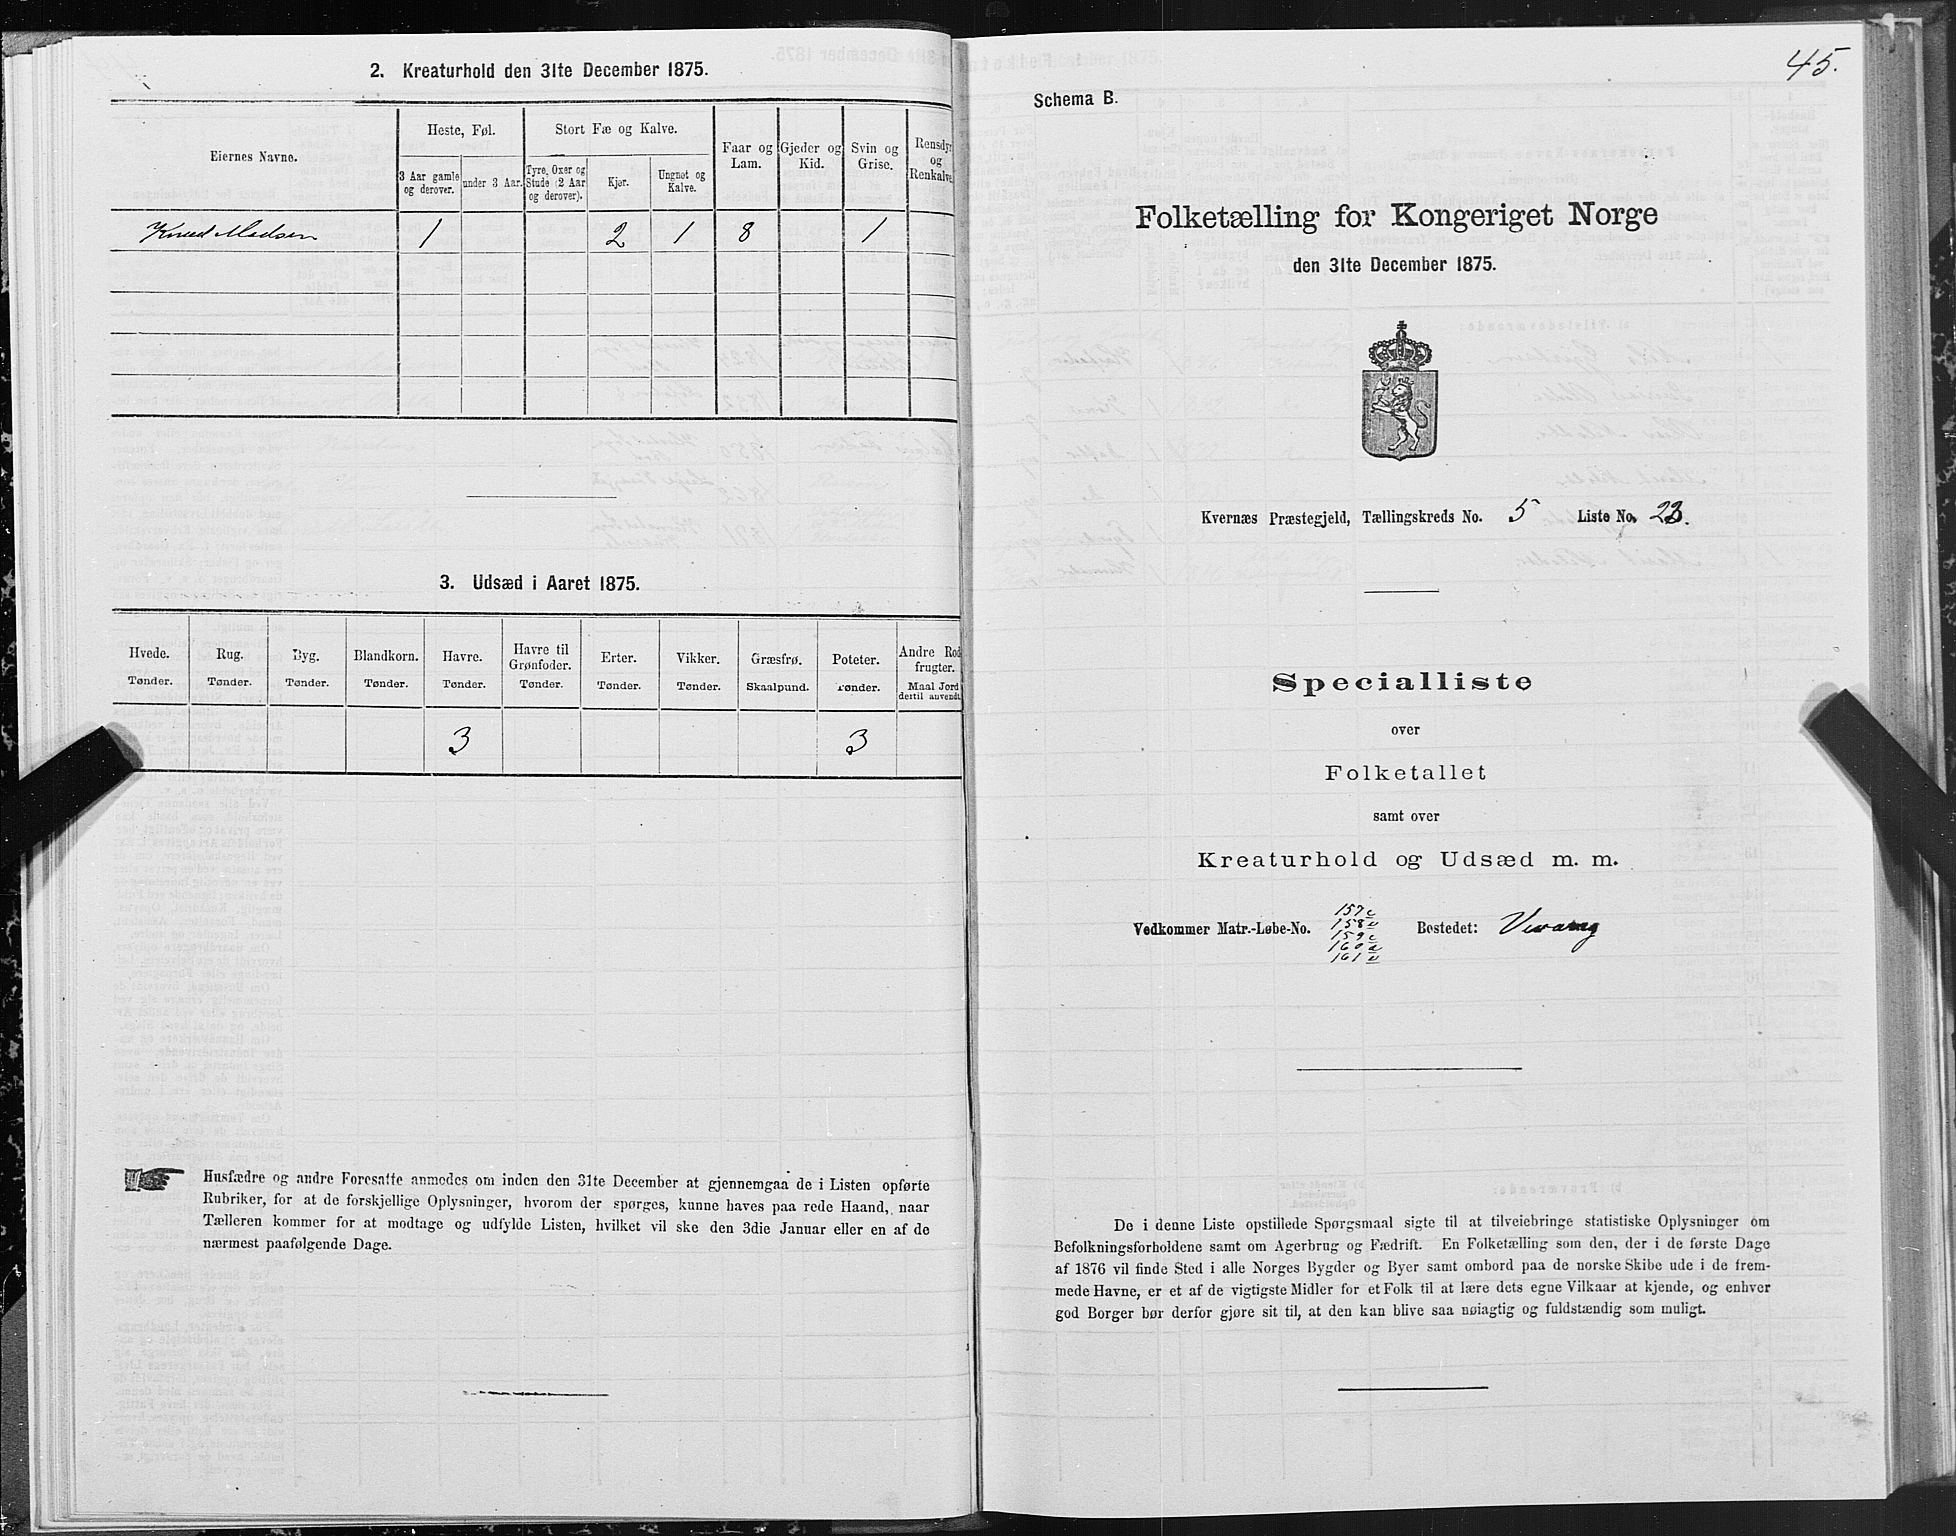 2. Kreaturhold den 31te December 1875.
Eiernes Navne.
Heste, Føl.
3 Aar gamle og derover.
under 3 Aar.
Stort Fæ og Kalve.
Tyre, Oxer og Stude (2 Aar og derover).
Kjør.
Ungnøt og Kalve.
Faar og Lam.
Gjeder og Kid.
Svin og Grise.
Rensdyr og Renkalve.
Knud Madsen 1 2 1 8 1
3. Udsæd i Aaret 1875.
Hvede. Rug. Byg. Blandkorn. Havre. Havre til Grønfoder. Erter. Vikker. Græsfrø. Poteter. Andre Rodfrugter.
Tønder. Tønder. Tønder. Tønder. Tønder. Tønder. Tønder. Tønder. Skaalpund. Tønder. Maal Jord dertil anvendt.
3 3
Husfædre og andre Foresatte anmodes om inden den 31te December at gjennemgaa de i Listen opførte
Rubriker, for at de forskjellige Oplysninger, hvorom der spørges, kunne haves paa rede Haand, naar
Tælleren kommer for at modtage og udfylde Listen, hvilket vil ske den 3die Januar eller en af de
nærmest paafølgende Dage.
45.
Schema B.
Folketælling for Kongeriget Norge
den 31te December 1875.
Kvernæs Præstegjeld, Tællingskreds No. 5 Liste No. 23.
Specialliste
over
Folketallet
samt over
Kreaturhold og Udsæd m. m.
157c
158
159c
160a
161
Vedkommer Matr.-Løbe-No. Bostedet:
De i denne Liste opstillede Spørgsmaal sigte til at tilveiebringe statistiske Oplysninger om
Befolkningsforholdene samt om Agerbrug og Fædrift. En Folketælling som den, der i de første Dage
af 1876 vil finde Sted i alle Norges Bygder og Byer samt ombord paa de norske Skibe ude i de frem-
mede Havne, er et af de vigtigste Midler for et Folk til at lære dets egne Vilkaar at kjende, og enhver
god Borger bør derfor gjøre sit til, at den kan blive saa nøiagtig og fuldstændig som muligt.